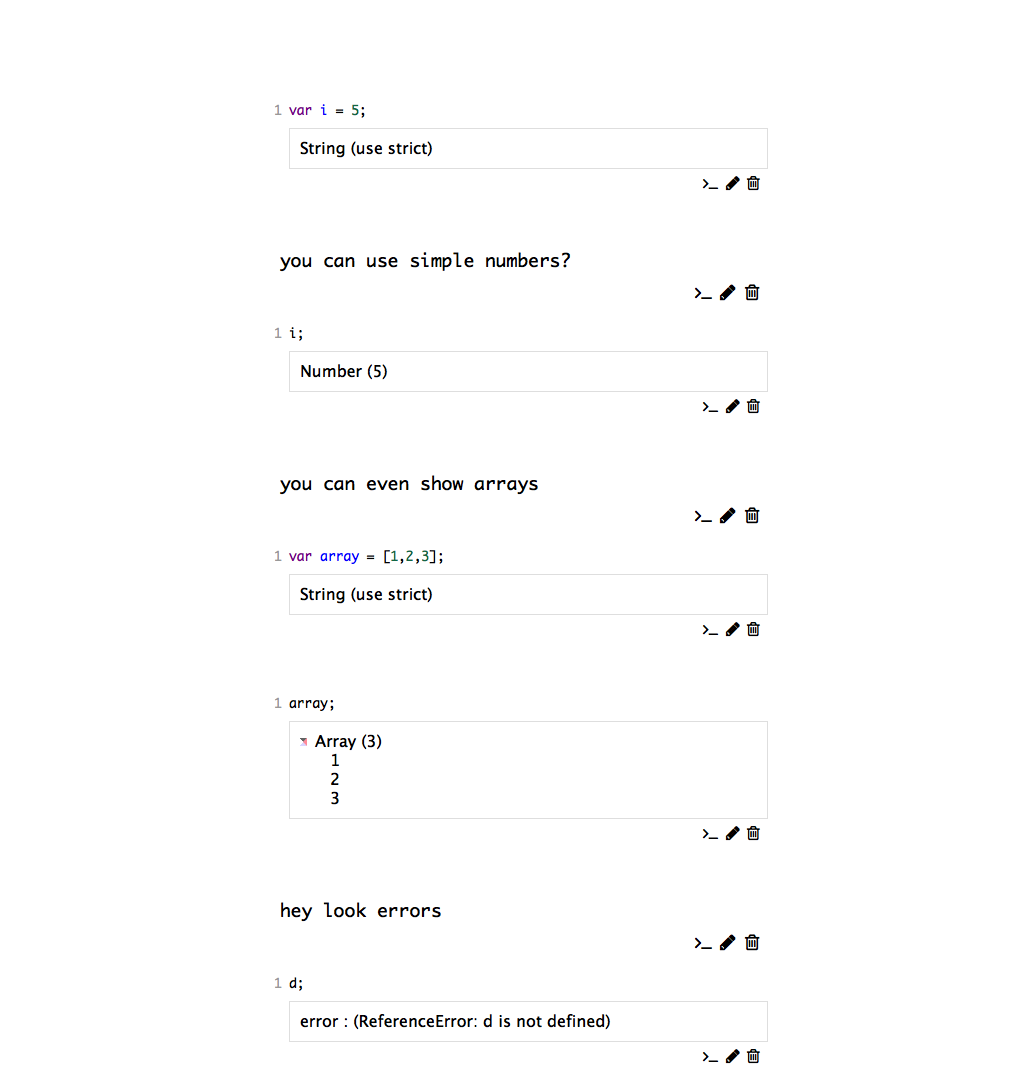 1 var i = 5;
String (use strict)
you can use simple numbers?
1 i;
Number (5)
you can even show arrays
1 var array = [1,2,3];
String (use strict)
1 array;
Array (3)
1
2
3
hey look errors
1 d;
error : (ReferenceError: d is not defined)